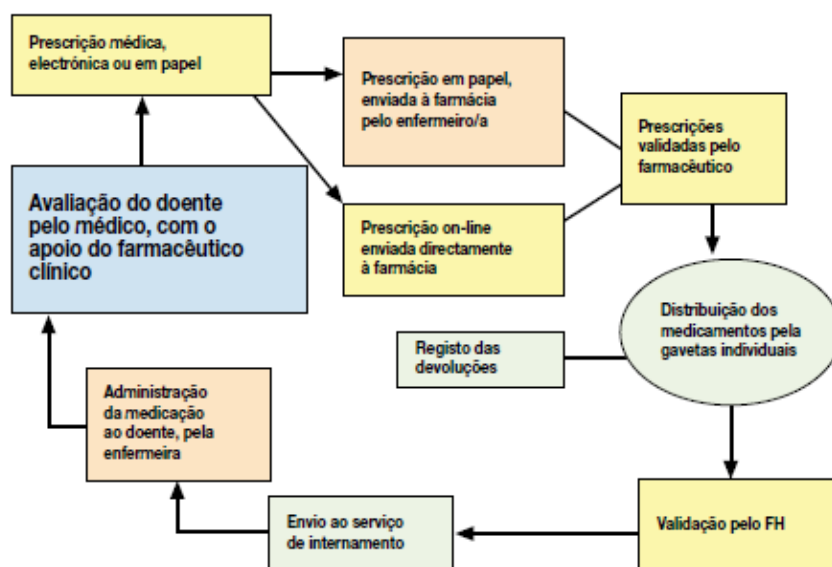 Prescrição médica,
electrónica ou em papel
Prescrição em papel,
enviada à farmácia
pelo enfermeiro/a
Prescrições
validadas pelo
farmacêutico
Avaliação do doente
pelo médico, com o
apoio do farmacêutico
clínico
Prescrição on-line
enviada directamente
à farmácia
Distribuição dos
medicamentos pela
gavetas individuais
Registo das
devoluções
Administração
da medicação
ao doente, pela
enfermeira
Envio ao serviço
de internamento
Validação pelo FH